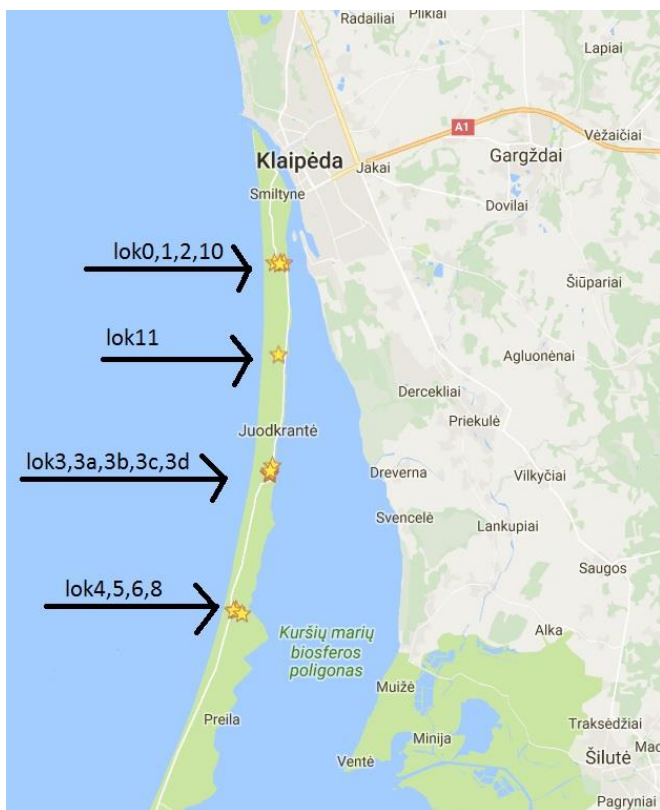 Radailiai
Plikiai
Lapiai
A1
Vėžaičiai
Klaipėda
Gargždai
Jakai
Smiltyne
Dovilai
lok0,1,2,10
Šiūpariai
lok11
Agluonėnai
Dercekliai
Priekulė
Juodkrantė
lok3,3a,3b,3c,3d
Dreverna
Vilkyčiai
Svencelė
Lankupiai
Saugos
lok4,5,6,8
Kuršių marių
biosferos
poligonas
Alka
Muižė
Preila
Traksėdžiai
Minija
Mac
Ventė
Šilutė
Pagryniai